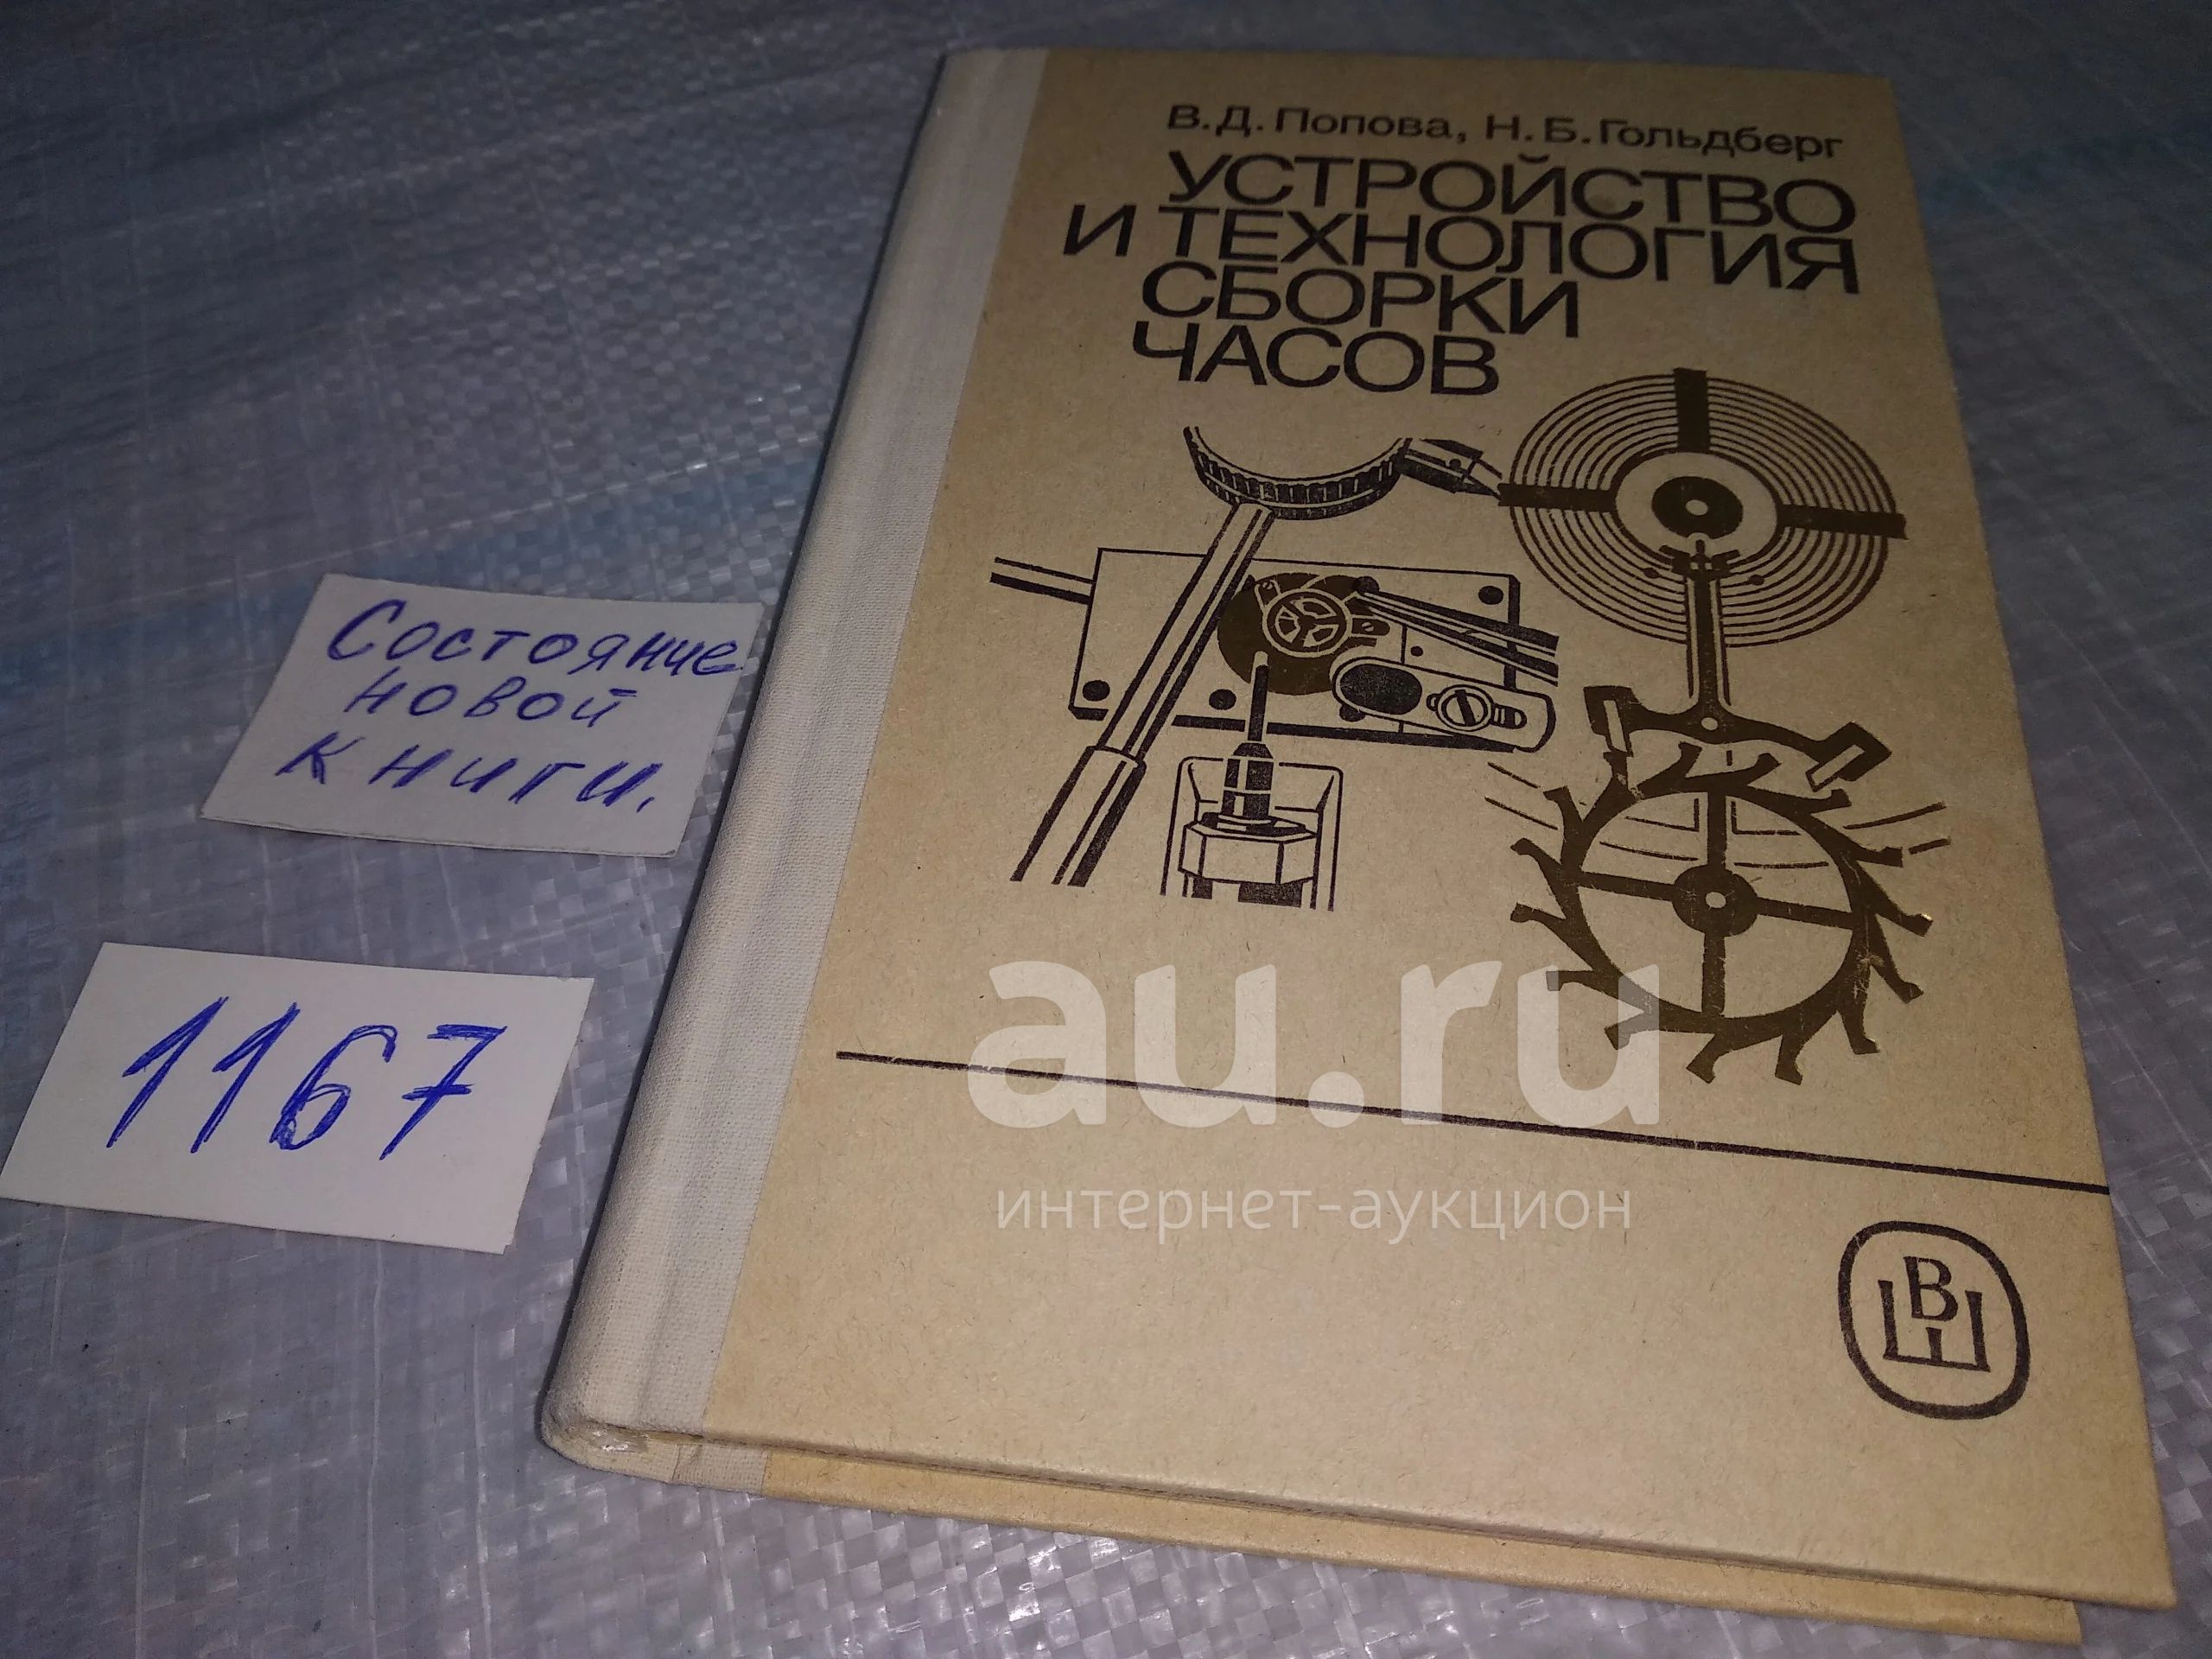 В.Д. Попова, Н.Б. Гольдберг
УСТРОЙСТВО
И ТЕХНОЛОГИЯ
СБОРКИ
ЧАСОВ
Состояние
новой
книги.
1167
au.ru
интернет-аукцион
ВШ